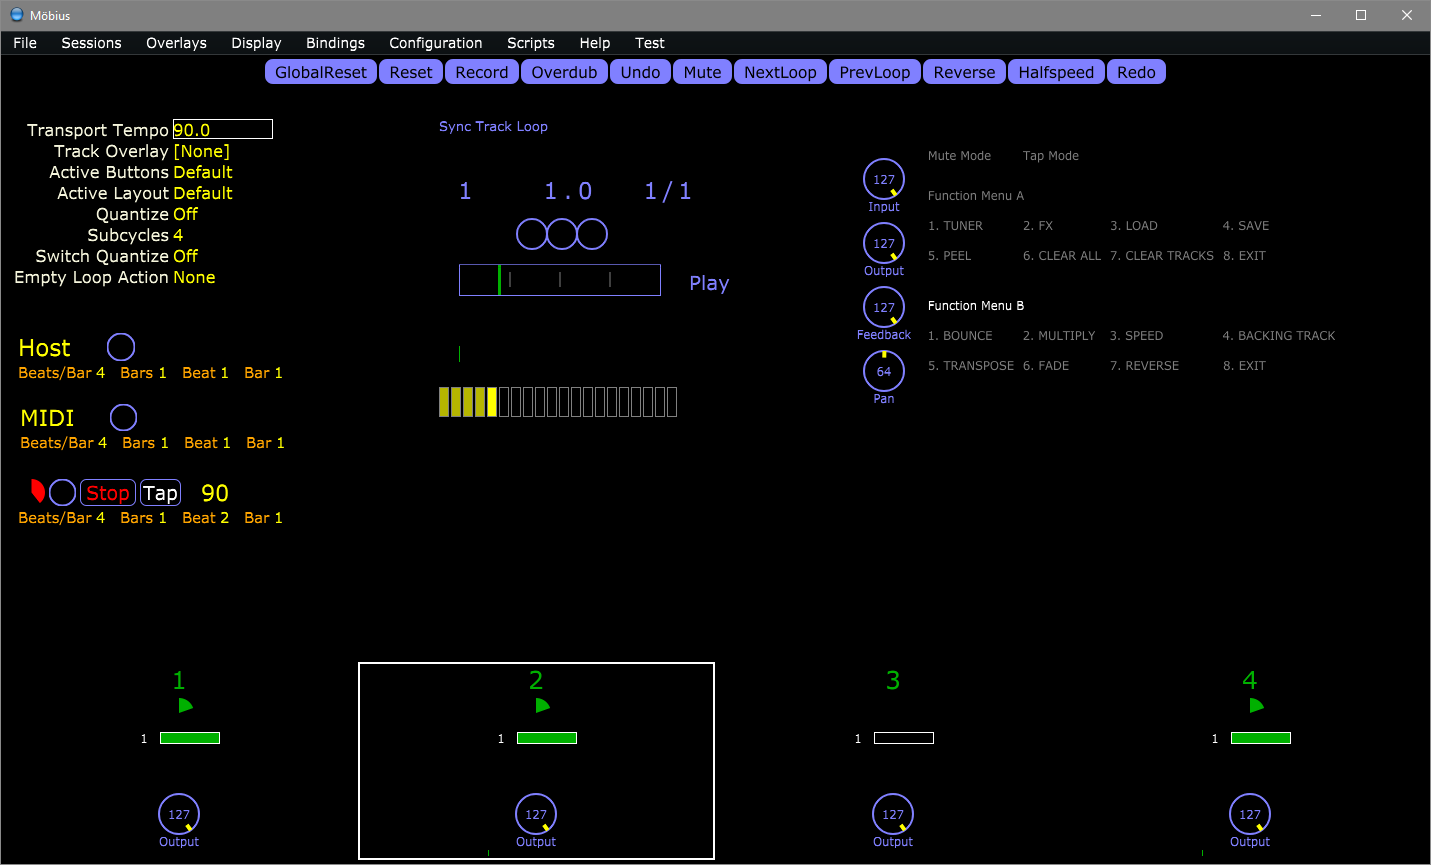 Möbius
File Sessions Overlays Display Bindings Configuration Scripts Help Test
GlobalReset Reset Record Overdub Undo Mute NextLoop PrevLoop Reverse Halfspeed Redo
Transport Tempo 90.0
Track Overlay [None]
Active Buttons Default
Active Layout Default
Quantize Off
Subcycles 4
Switch Quantize Off
Empty Loop Action None
Host
Beats/Bar 4 Bars 1 Beat 1 Bar 1
MIDI
Beats/Bar 4 Bars 1 Beat 1 Bar 1
Stop Tap 90
Beats/Bar 4 Bars 1 Beat 2 Bar 1
Sync Track Loop
1 1.0 1/1
Play
127
Input
127
Output
127
Feedback
64
Pan
Mute Mode Tap Mode
Function Menu A
1. TUNER 2. FX 3. LOAD 4. SAVE
5. PEEL 6. CLEAR ALL 7. CLEAR TRACKS 8. EXIT
Function Menu B
1. BOUNCE 2. MULTIPLY 3. SPEED 4. BACKING TRACK
5. TRANSPOSE 6. FADE 7. REVERSE 8. EXIT
1
1
127
Output
2
1
127
Output
3
1
127
Output
4
1
127
Output